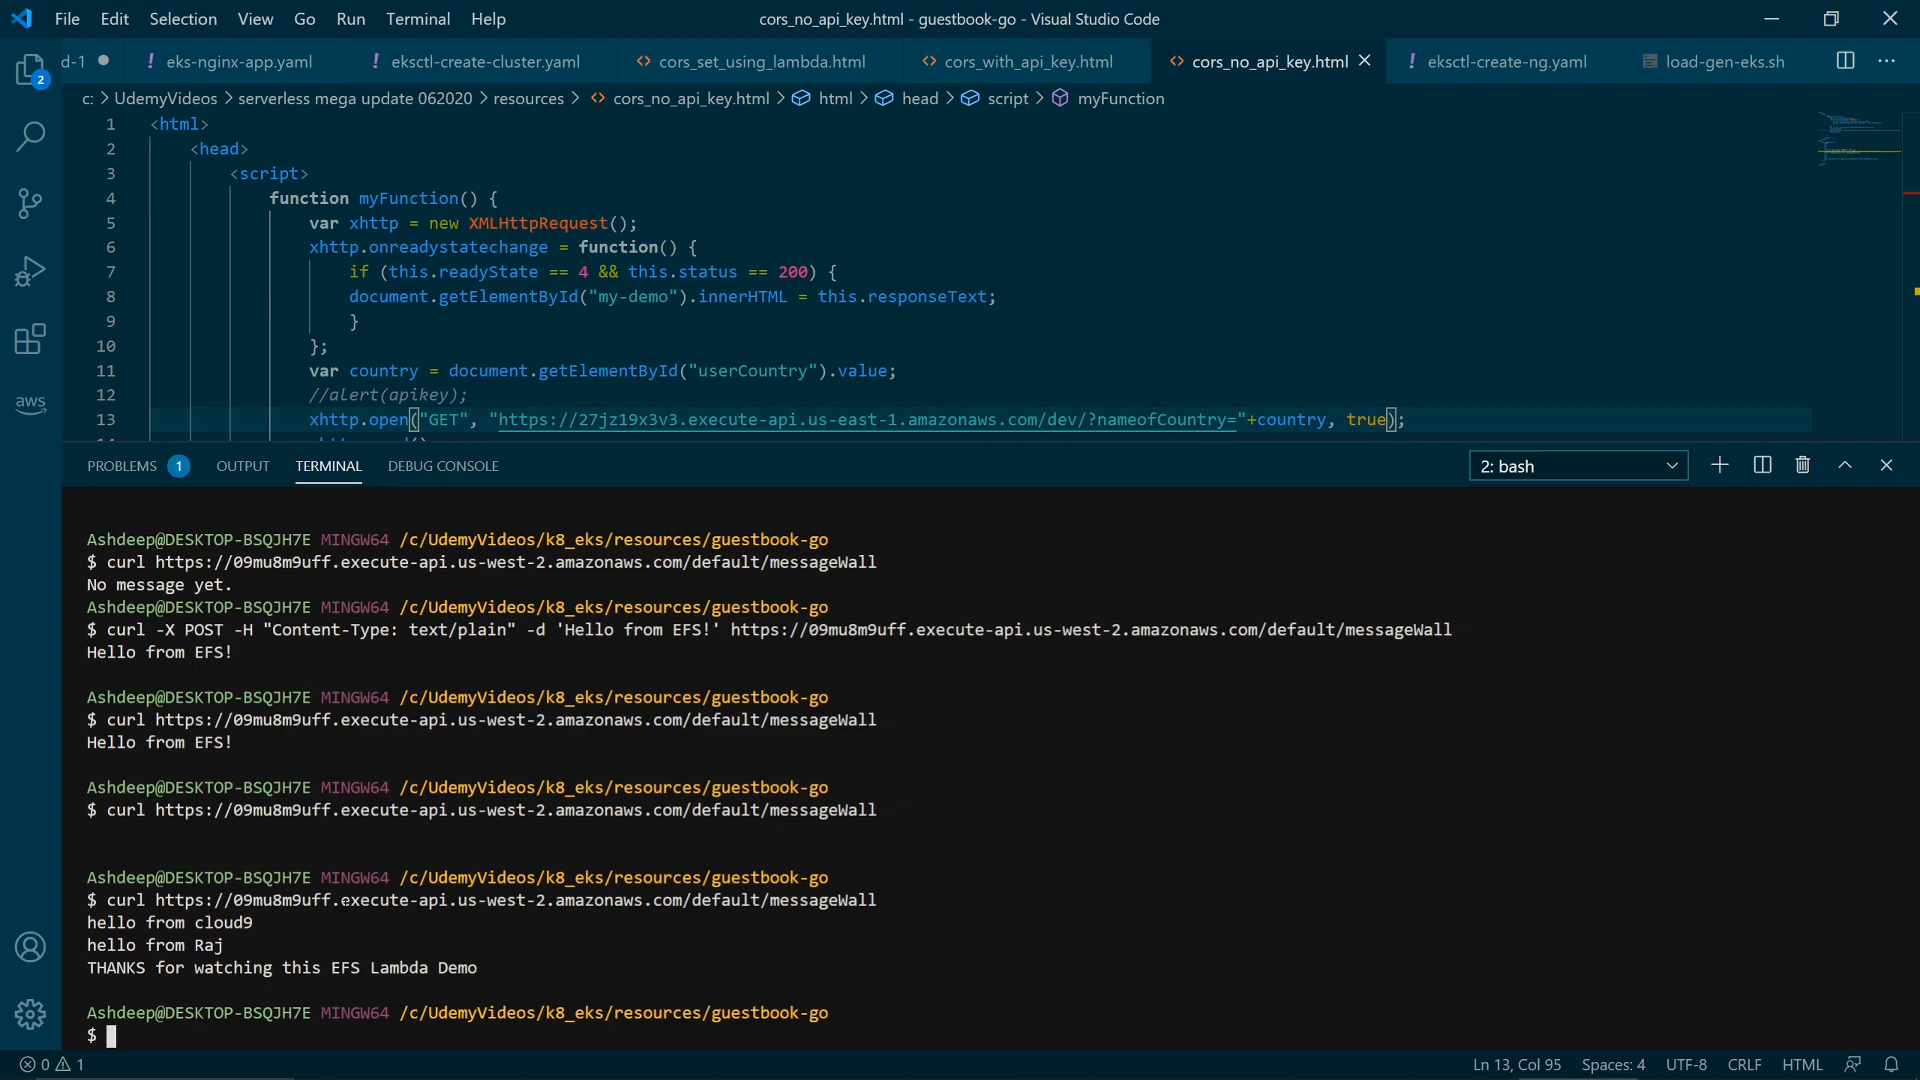 File Edit Selection View Go Run Terminal Help
cors_no_api_key.html - guestbook-go - Visual Studio Code
d-1 ! eks-nginx-app.yaml ! eksctl-create-cluster.yaml <> cors_set_using_lambda.html <> cors_with_api_key.html <> cors_no_api_key.html ! eksctl-create-ng.yaml load-gen-eks.sh ...
2
c: > UdemyVideos > serverless mega update 062020 > resources > <> cors_no_api_key.html > html > head > script > myFunction
1 <html>
2 <head>
3 <script>
4 function myFunction() {
5 var xhttp = new XMLHttpRequest();
6 xhttp.onreadystatechange = function() {
7 if (this.readyState == 4 && this.status == 200) {
8 document.getElementById("my-demo").innerHTML = this.responseText;
9 }
10 };
11 var country = document.getElementById("userCountry").value;
12 //alert(apikey);
13 xhttp.open("GET", "https://27jz19x3v3.execute-api.us-east-1.amazonaws.com/dev/?nameofCountry="+country, true);
aws
PROBLEMS 1 OUTPUT TERMINAL DEBUG CONSOLE 2: bash
Ashdeep@DESKTOP-BSQJH7E MINGW64 /c/UdemyVideos/k8_eks/resources/guestbook-go
$ curl https://09mu8m9uff.execute-api.us-west-2.amazonaws.com/default/messageWall
No message yet.
Ashdeep@DESKTOP-BSQJH7E MINGW64 /c/UdemyVideos/k8_eks/resources/guestbook-go
$ curl -X POST -H "Content-Type: text/plain" -d 'Hello from EFS!' https://09mu8m9uff.execute-api.us-west-2.amazonaws.com/default/messageWall
Hello from EFS!
Ashdeep@DESKTOP-BSQJH7E MINGW64 /c/UdemyVideos/k8_eks/resources/guestbook-go
$ curl https://09mu8m9uff.execute-api.us-west-2.amazonaws.com/default/messageWall
Hello from EFS!
Ashdeep@DESKTOP-BSQJH7E MINGW64 /c/UdemyVideos/k8_eks/resources/guestbook-go
$ curl https://09mu8m9uff.execute-api.us-west-2.amazonaws.com/default/messageWall
Ashdeep@DESKTOP-BSQJH7E MINGW64 /c/UdemyVideos/k8_eks/resources/guestbook-go
$ curl https://09mu8m9uff.execute-api.us-west-2.amazonaws.com/default/messageWall
hello from cloud9
hello from Raj
THANKS for watching this EFS Lambda Demo
Ashdeep@DESKTOP-BSQJH7E MINGW64 /c/UdemyVideos/k8_eks/resources/guestbook-go
$
0 1 Ln 13, Col 95 Spaces: 4 UTF-8 CRLF HTML